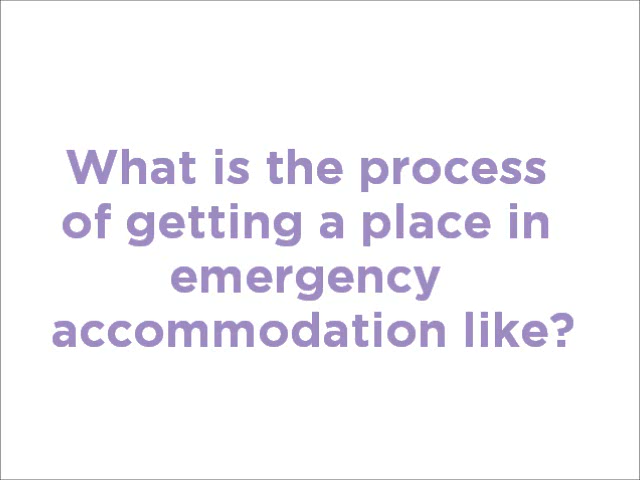 What is the process
of getting a place in
emergency
accommodation like?